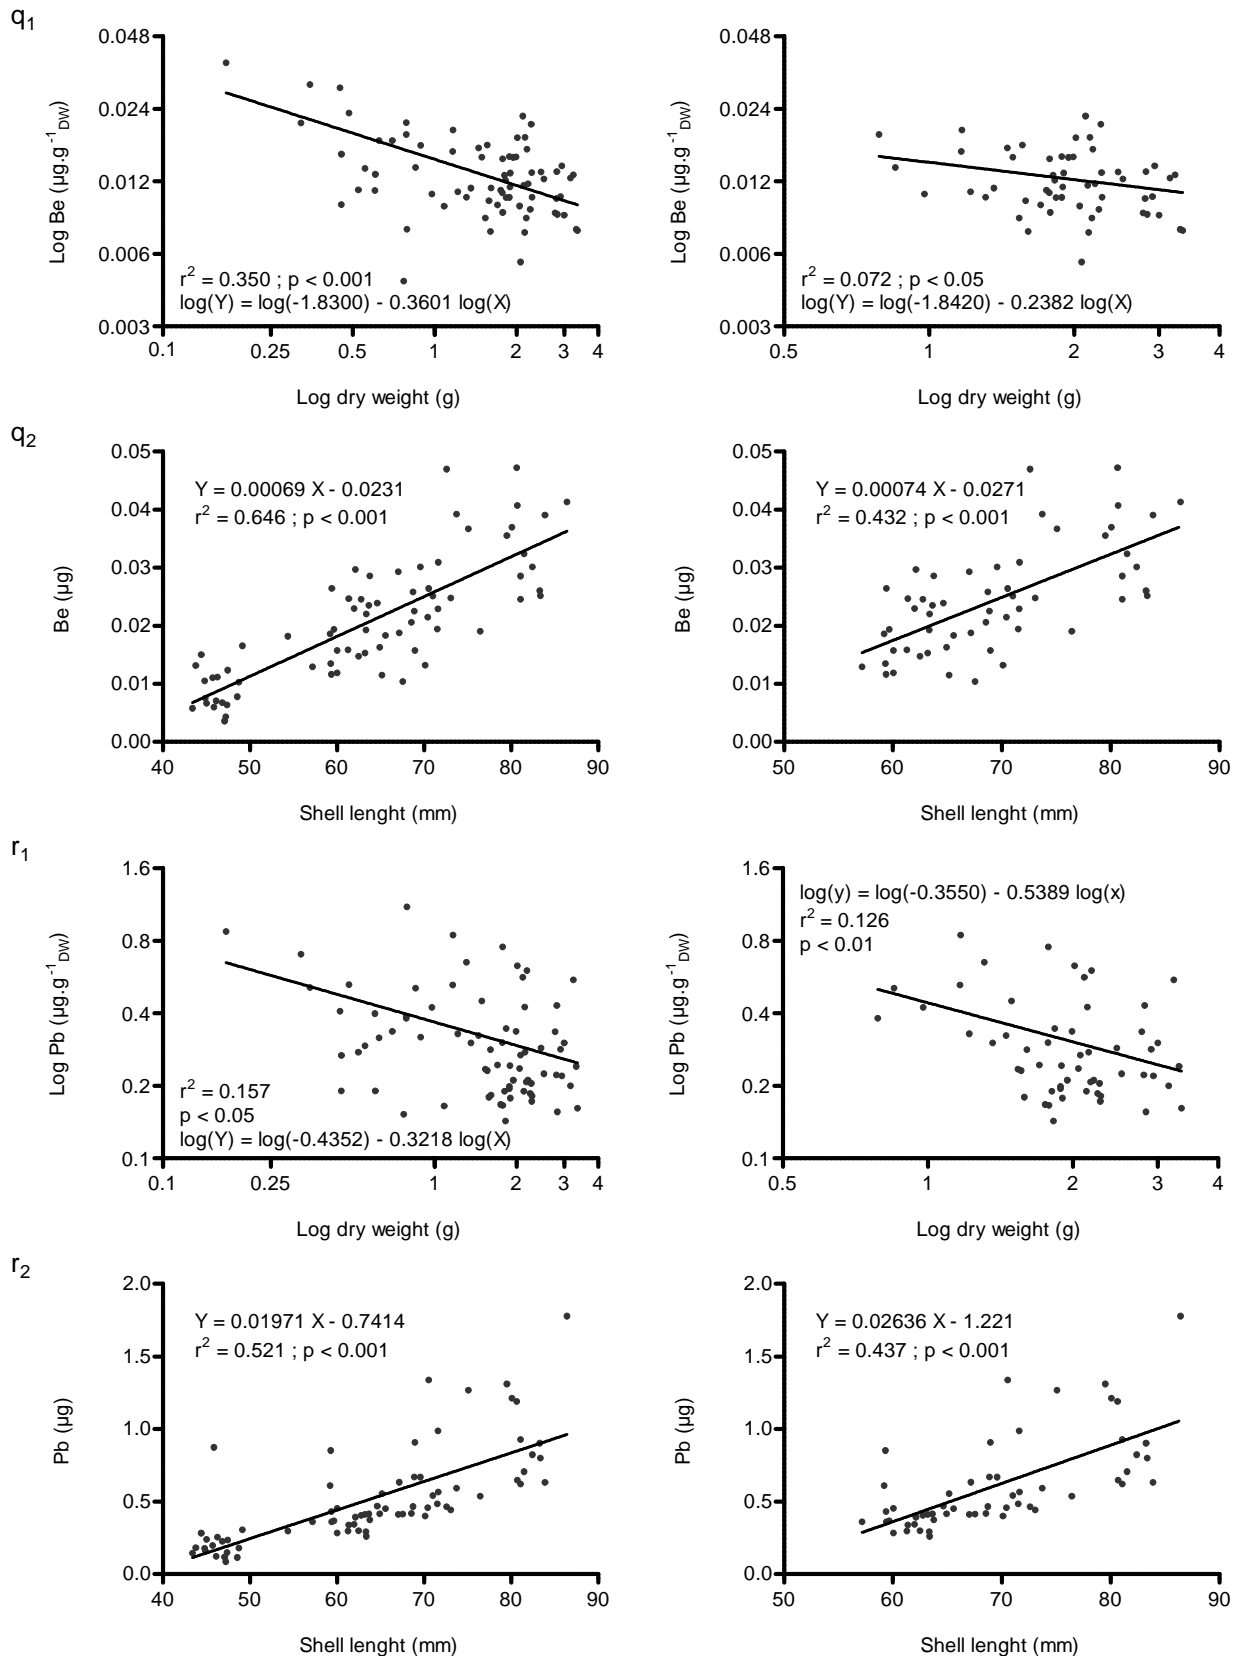 q1
0.048
0.024
0.012
0.006
0.003
Log Be (µg.g-1DW)
r2 = 0.350 ; p < 0.001
log(Y) = log(-1.8300) - 0.3601 log(X)
0.1 0.25 0.5 1 2 3 4
Log dry weight (g)
0.048
0.024
0.012
0.006
0.003
Log Be (µg.g-1DW)
r2 = 0.072 ; p < 0.05
log(Y) = log(-1.8420) - 0.2382 log(X)
0.5 1 2 3 4
Log dry weight (g)
q2
0.05
0.04
0.03
0.02
0.01
0.00
Be (µg)
Y = 0.00069 X - 0.0231
r2 = 0.646 ; p < 0.001
40 50 60 70 80 90
Shell lenght (mm)
0.05
0.04
0.03
0.02
0.01
0.00
Be (µg)
Y = 0.00074 X - 0.0271
r2 = 0.432 ; p < 0.001
50 60 70 80 90
Shell lenght (mm)
r1
1.6
0.8
0.4
0.2
0.1
Log Pb (µg.g-1DW)
r2 = 0.157
p < 0.05
log(Y) = log(-0.4352) - 0.3218 log(X)
0.1 0.25 1 2 3 4
Log dry weight (g)
1.6
0.8
0.4
0.2
0.1
Log Pb (µg.g-1DW)
log(y) = log(-0.3550) - 0.5389 log(x)
r2 = 0.126
p < 0.01
0.5 1 2 3 4
Log dry weight (g)
r2
2.0
1.5
1.0
0.5
0.0
Pb (µg)
Y = 0.01971 X - 0.7414
r2 = 0.521 ; p < 0.001
40 50 60 70 80 90
Shell lenght (mm)
2.0
1.5
1.0
0.5
0.0
Pb (µg)
Y = 0.02636 X - 1.221
r2 = 0.437 ; p < 0.001
50 60 70 80 90
Shell lenght (mm)